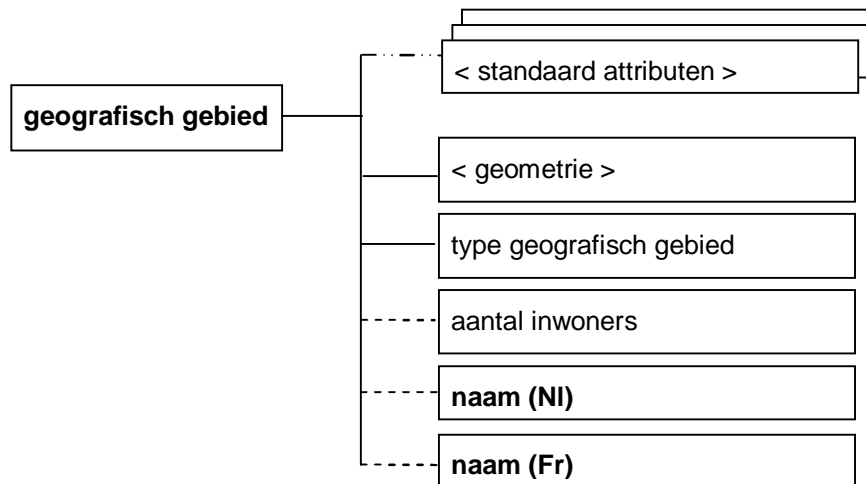 < standaard attributen >
geografisch gebied
< geometrie >
type geografisch gebied
aantal inwoners
naam (Nl)
naam (Fr)